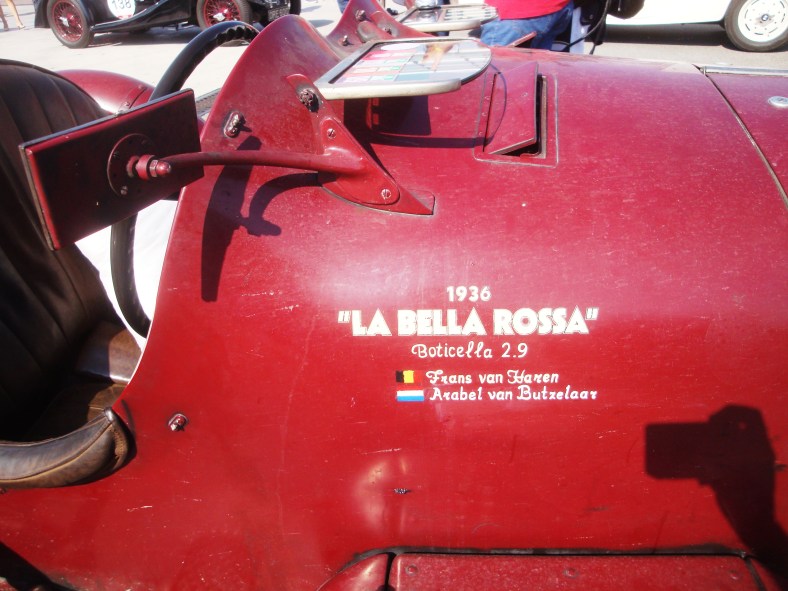 1936
"LA BELLA ROSSA"
Boticella 2.9
Frans van Haren
Arabel van Butzelaar